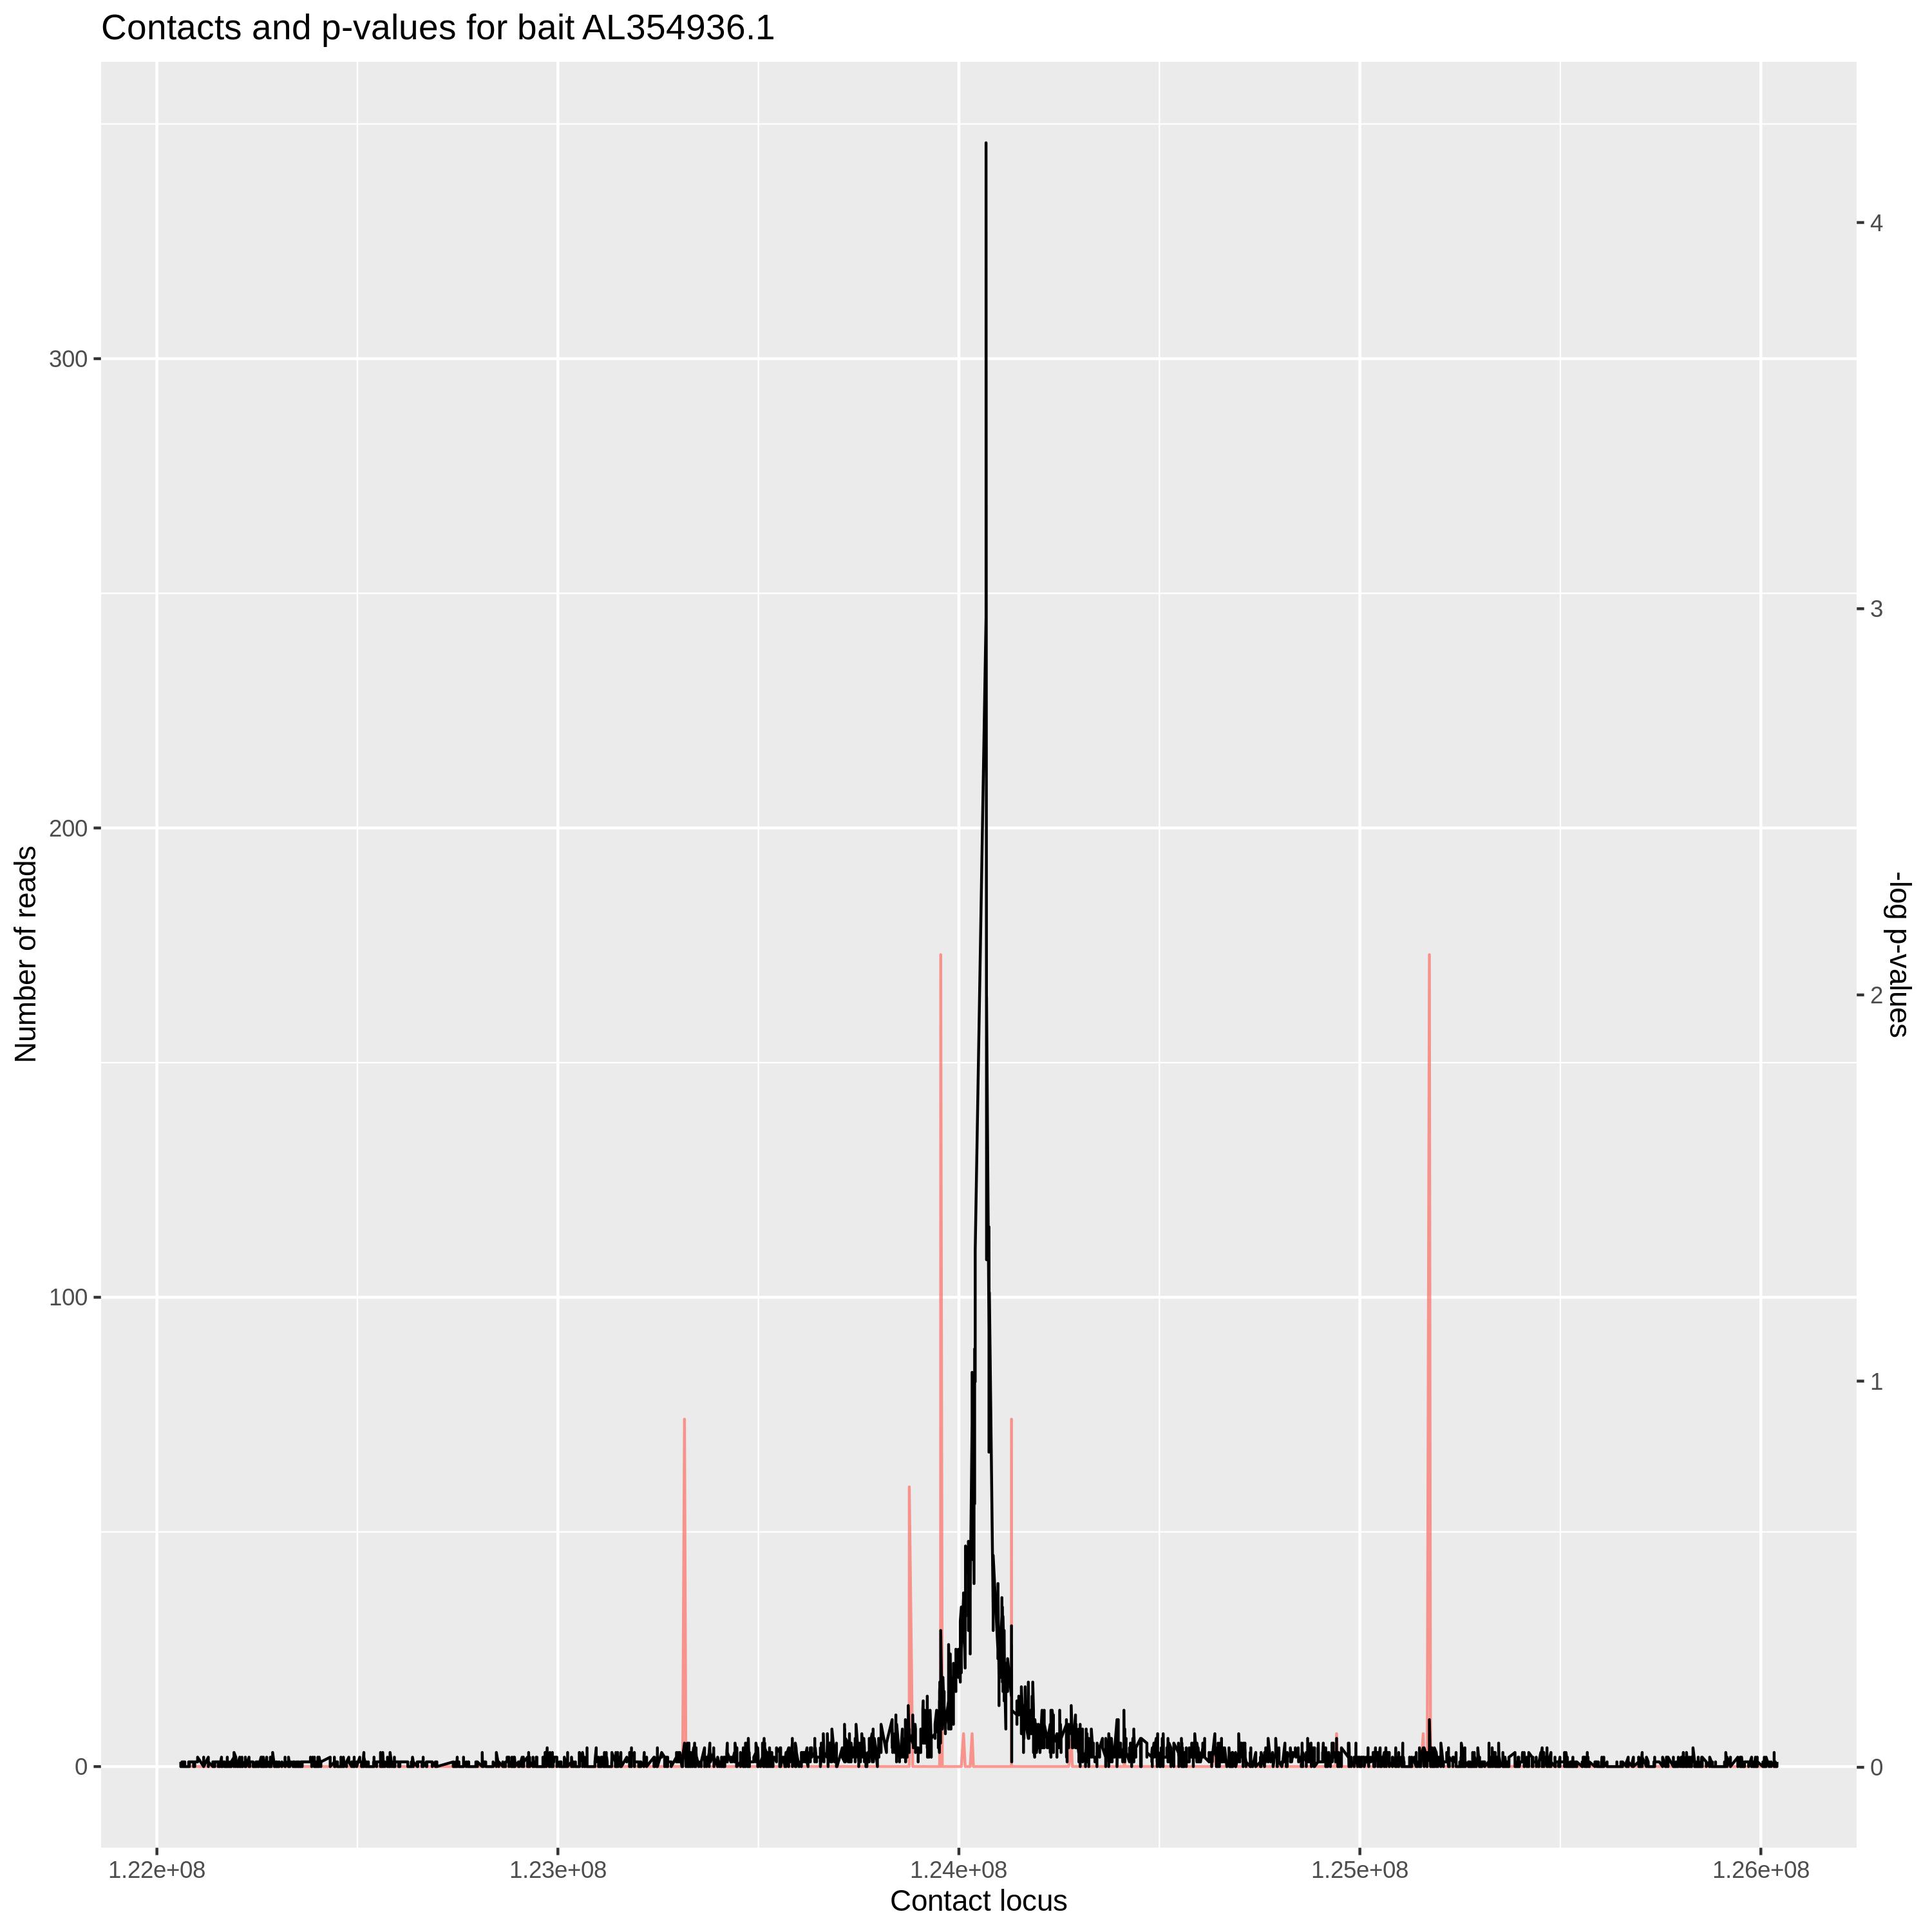 Contacts and p-values for bait AL354936.1
Number of reads
300
200
100
0
4
3
2
1
0
-log p-values
1.22e+08 1.23e+08 1.24e+08 1.25e+08 1.26e+08
Contact locus